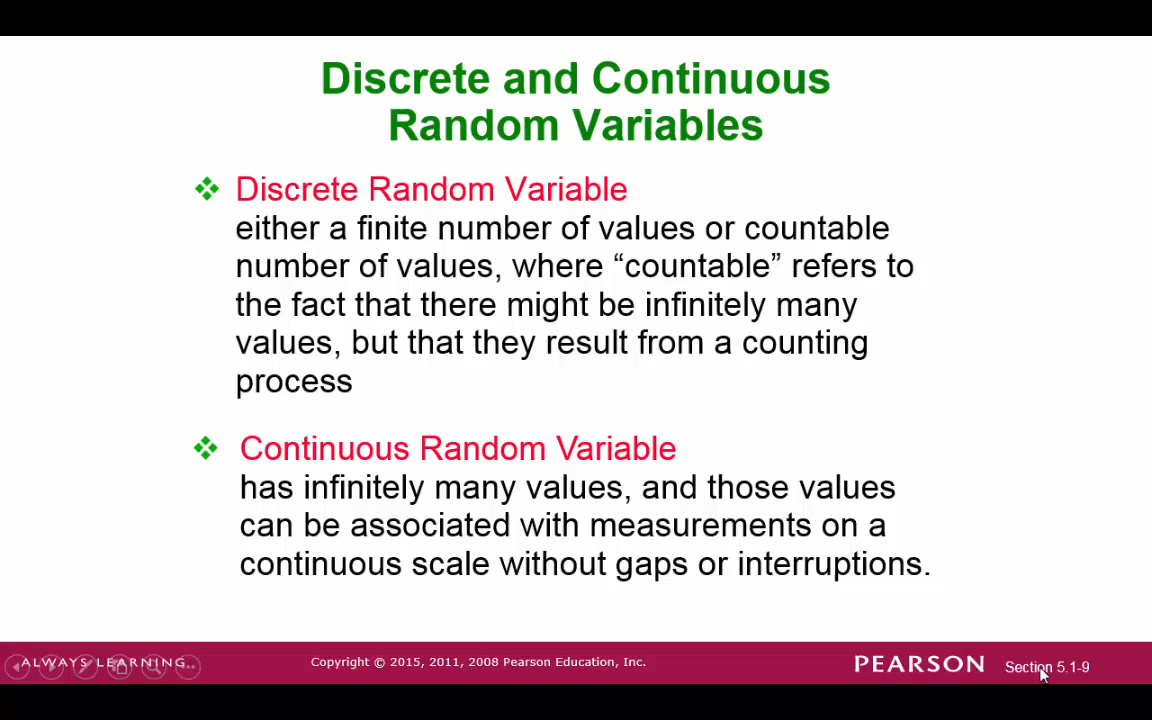 Discrete and Continuous
Random Variables
Discrete Random Variable
either a finite number of values or countable
number of values, where “countable” refers to
the fact that there might be infinitely many
values, but that they result from a counting
process
Continuous Random Variable
has infinitely many values, and those values
can be associated with measurements on a
continuous scale without gaps or interruptions.
ALWAYS LEARNING
Copyright © 2015, 2011, 2008 Pearson Education, Inc.
PEARSON
Section 5.1-9